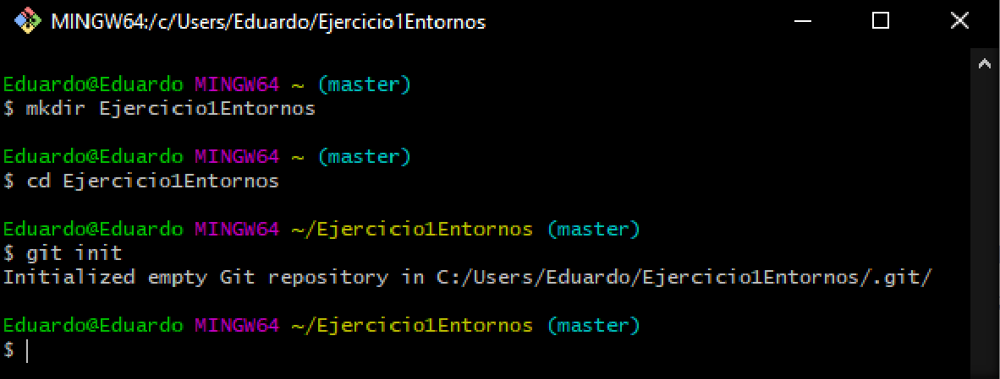 MINGW64:/c/Users/Eduardo/Ejercicio1Entornos
Eduardo@Eduardo MINGW64 ~ (master)
$ mkdir Ejercicio1Entornos
Eduardo@Eduardo MINGW64 ~ (master)
$ cd Ejercicio1Entornos
Eduardo@Eduardo MINGW64 ~/Ejercicio1Entornos (master)
$ git init
Initialized empty Git repository in C:/Users/Eduardo/Ejercicio1Entornos/.git/
Eduardo@Eduardo MINGW64 ~/Ejercicio1Entornos (master)
$